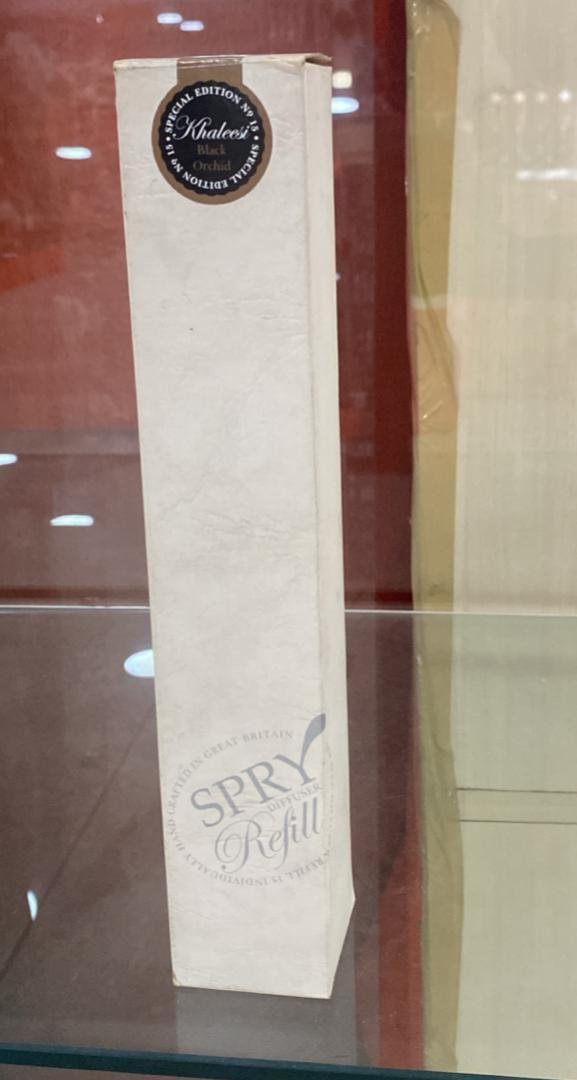 • SPECIAL EDITION Nº 15 • SPECIAL EDITION Nº 15
Khaleesi
Black
Orchid
SPRY
DIFFUSER
Refill
REFILL IS INDIVIDUALLY HAND CRAFTED IN GREAT BRITAIN